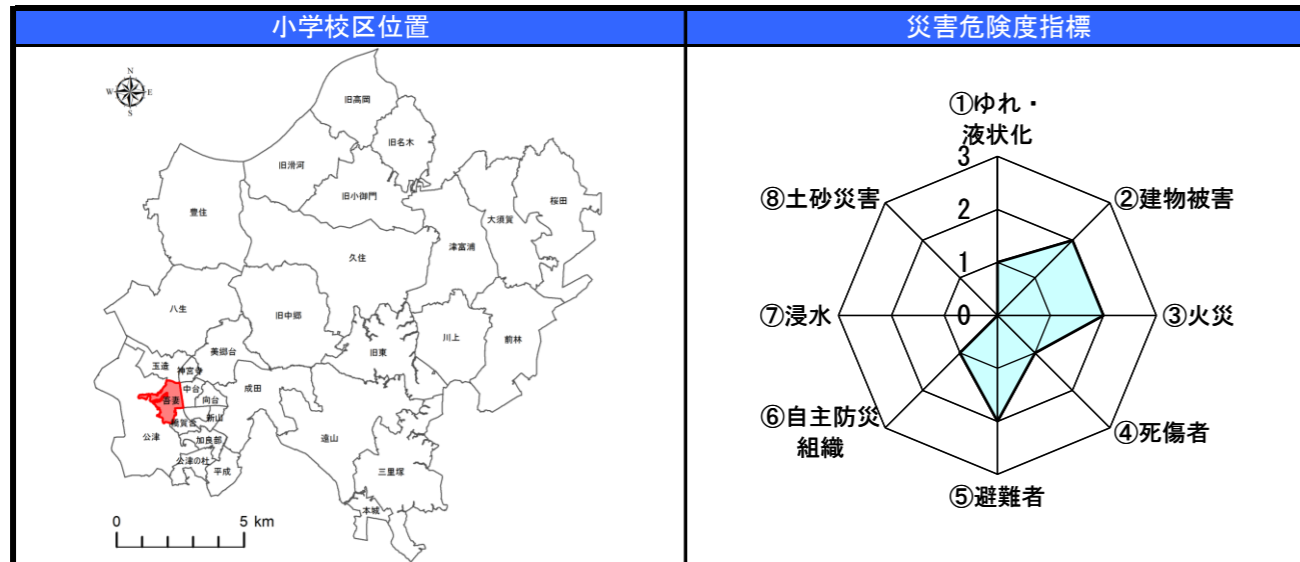 小学校区位置
災害危険度指標
N
W
E
S
旧高岡
旧名木
旧滑河
旧小御門
豊住
桜田
大須賀
津富浦
久住
八生
旧中郷
川上
前林
旧東
美郷台
玉造
神宮寺
成田
中台
吾妻
向台
新山
公津
加良部
遠山
公津の杜
平成
三里塚
本城
0
5 km
①ゆれ・
液状化
3
⑧土砂災害
②建物被害
2
1
⑦浸水
0
③火災
⑥自主防災
組織
④死傷者
⑤避難者